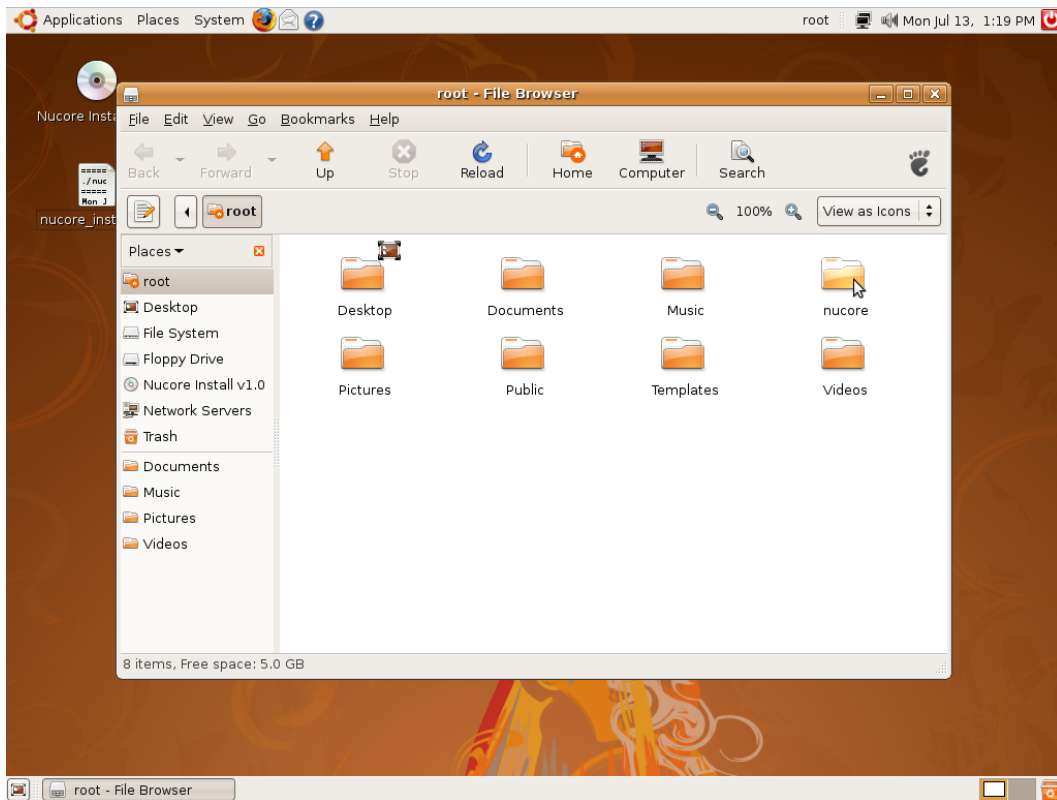 Applications Places System
root Mon Jul 13, 1:19 PM
Nucore Insta
=====
./nuc
=====
Mon J
nucore_inst
root - File Browser
File Edit View Go Bookmarks Help
Back Forward Up Stop Reload Home Computer Search
root 100% View as Icons
Places
root
Desktop
File System
Floppy Drive
Nucore Install v1.0
Network Servers
Trash
Documents
Music
Pictures
Videos
Desktop Documents Music nucore
Pictures Public Templates Videos
8 items, Free space: 5.0 GB
root - File Browser